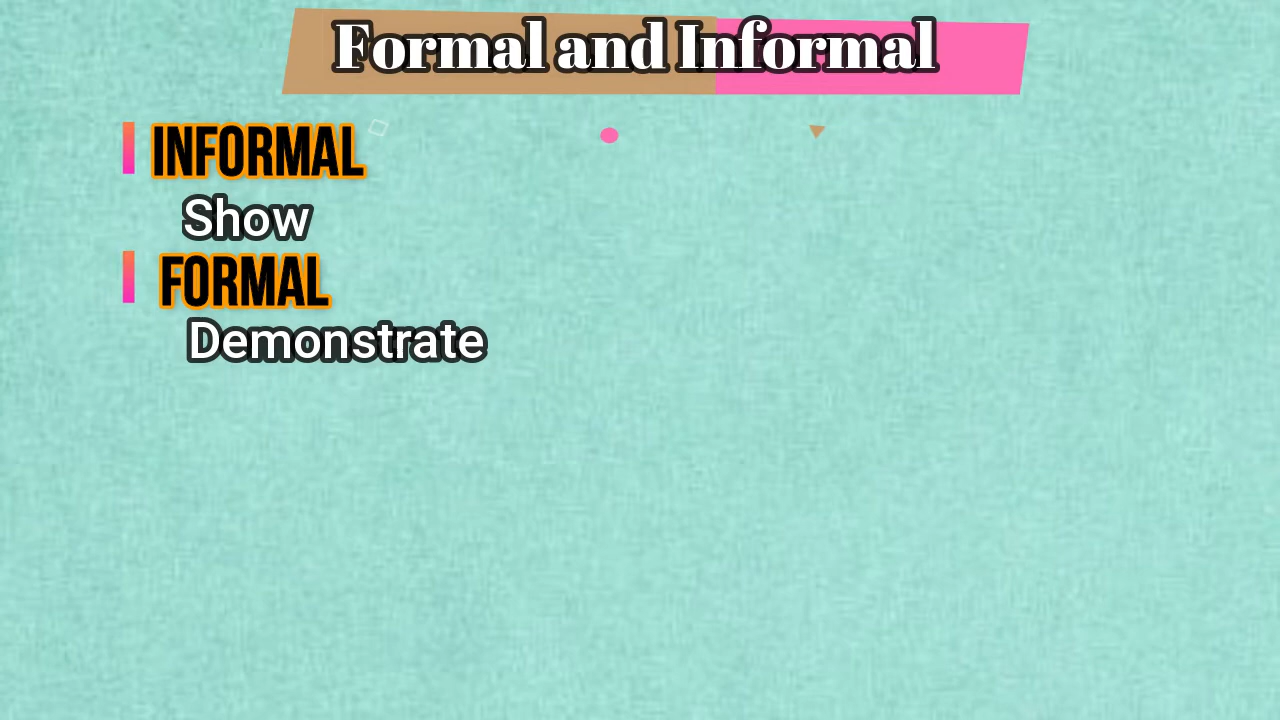 Formal and Informal
INFORMAL
Show
FORMAL
Demonstrate